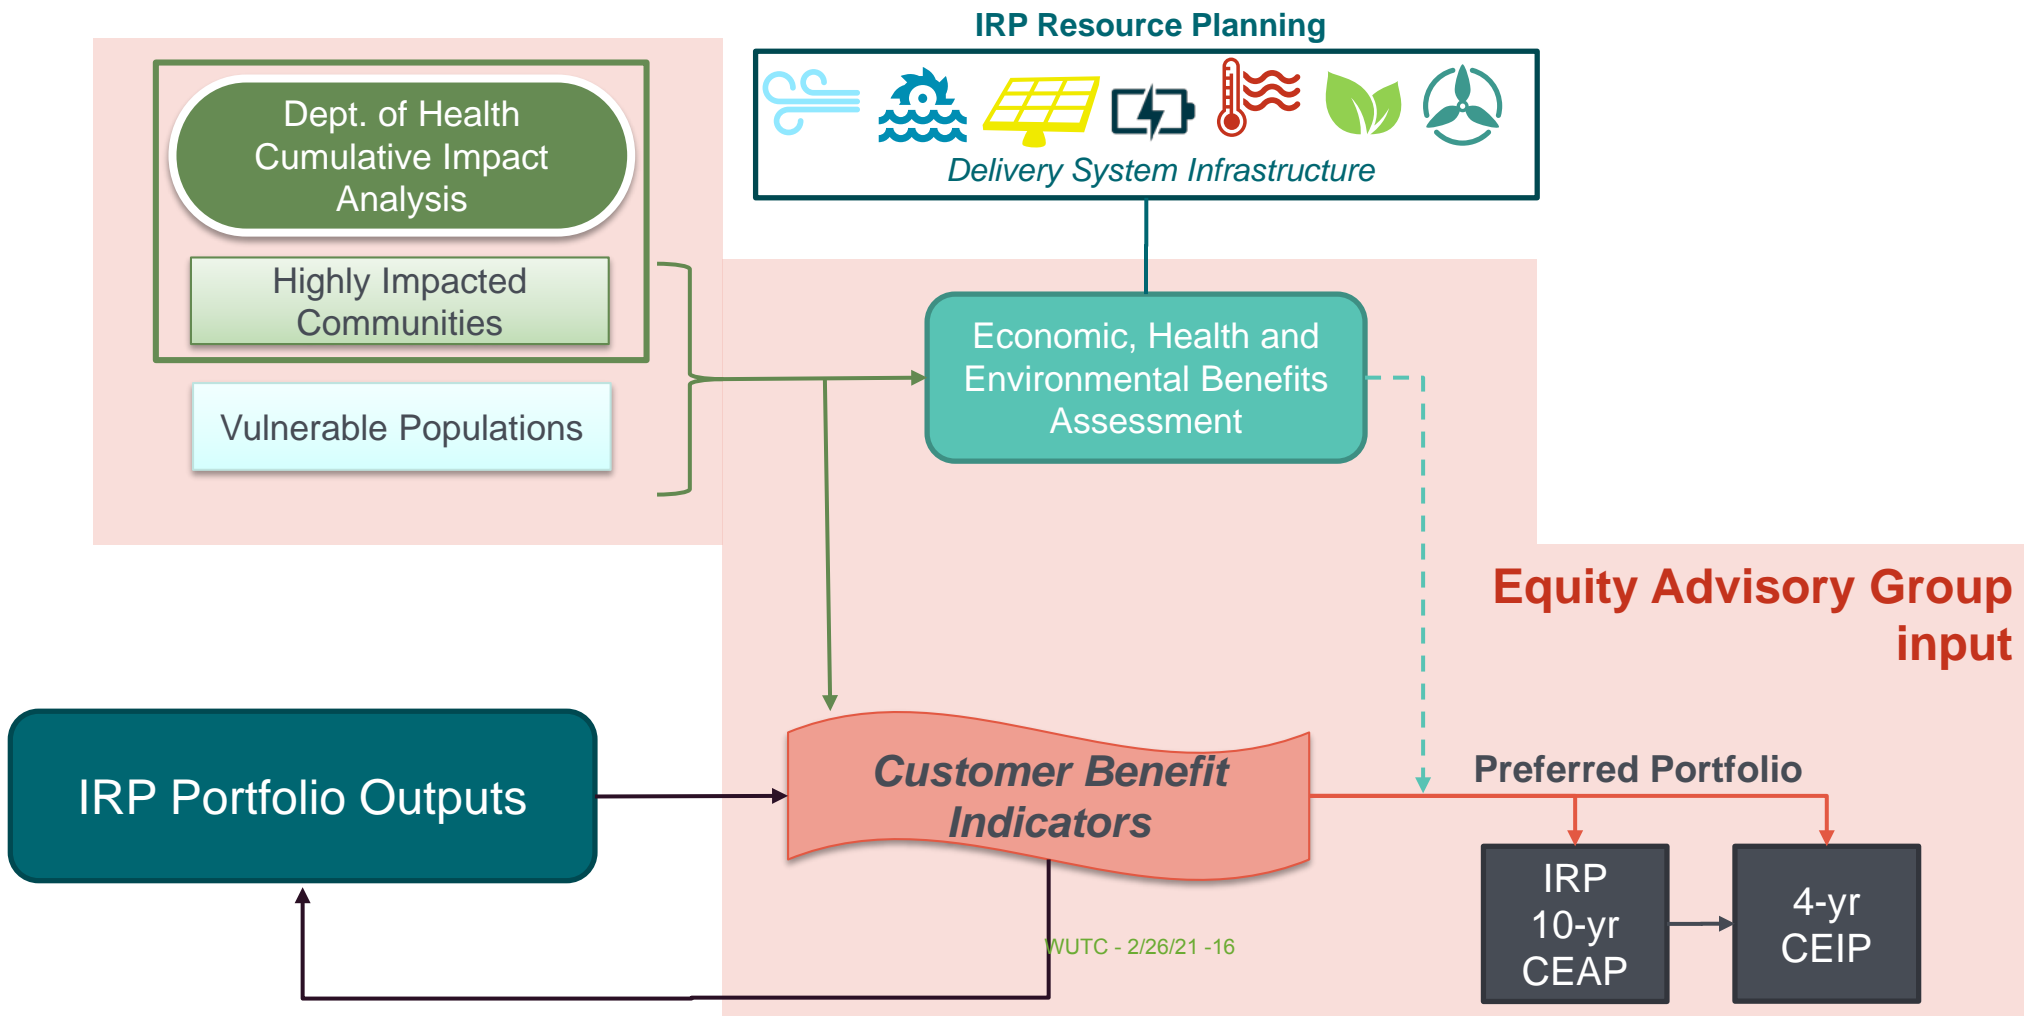 IRP Resource Planning
Delivery System Infrastructure
Dept. of Health
Cumulative Impact
Analysis
Highly Impacted
Communities
Vulnerable Populations
Economic, Health and
Environmental Benefits
Assessment
Equity Advisory Group
input
IRP Portfolio Outputs
Customer Benefit
Indicators
Preferred Portfolio
IRP
10-yr
CEAP
4-yr
CEIP
WUTC - 2/26/21 -16